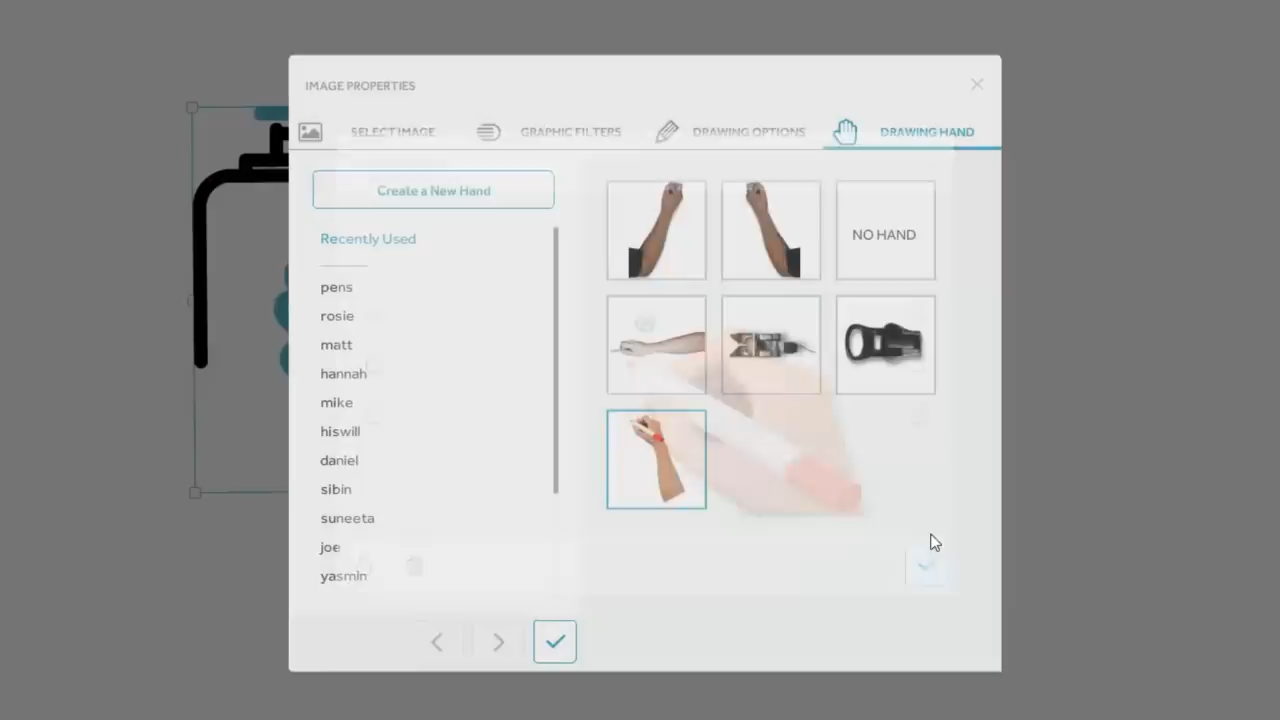 IMAGE PROPERTIES
SELECT IMAGE
GRAPHIC FILTERS
DRAWING OPTIONS
DRAWING HAND
Create a New Hand
Recently Used
pens
rosie
matt
hannah
mike
hiswill
daniel
sibin
suneeta
joe
yasmin
NO HAND